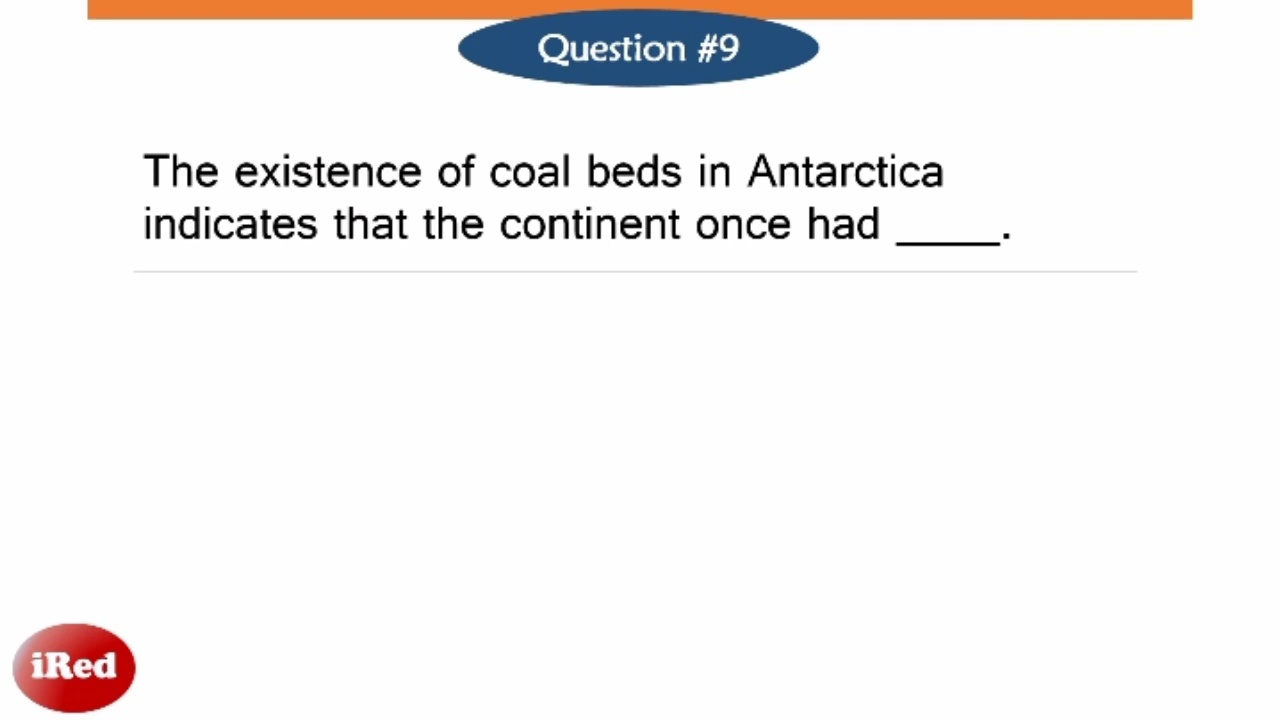 Question #9
The existence of coal beds in Antarctica
indicates that the continent once had ____.
iRed